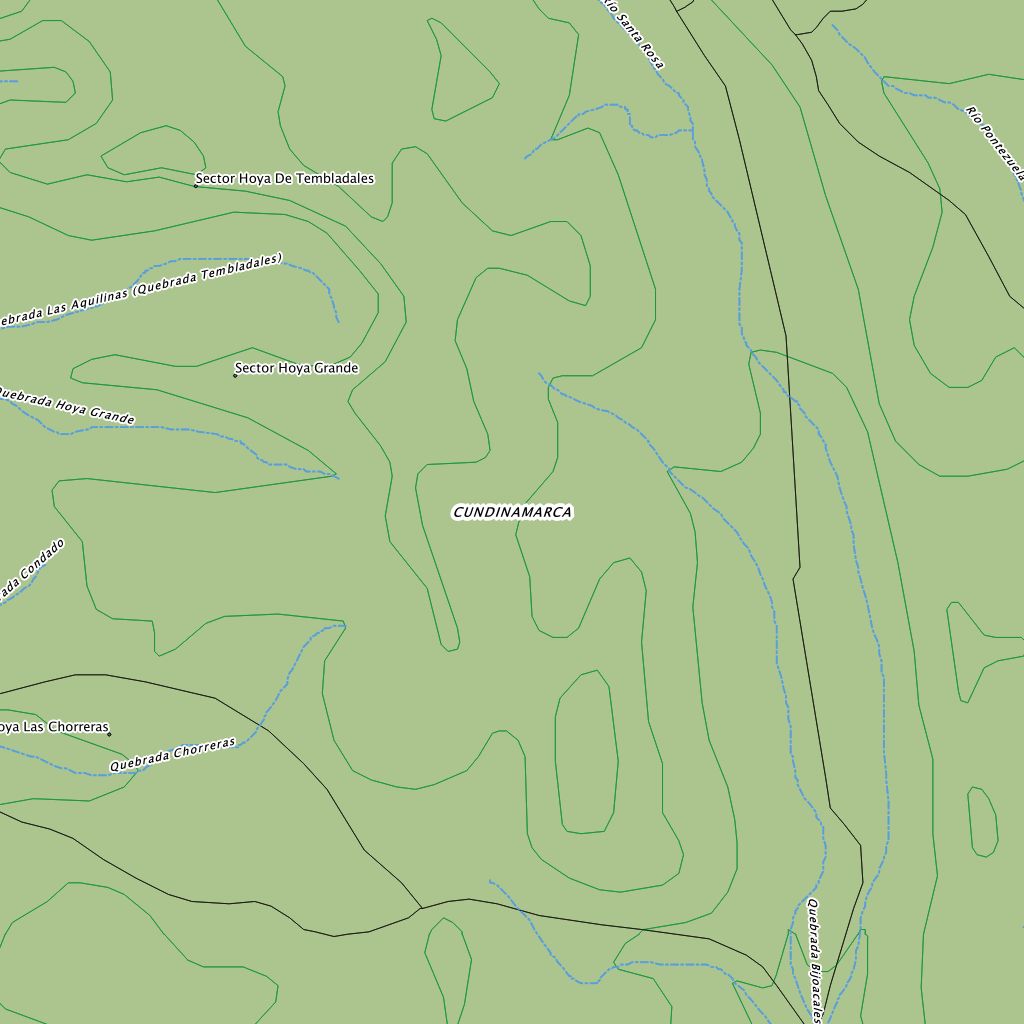 Río Santa Rosa
Río Pontezuela
Sector Hoya De Tembladales
ebrada Las Aquilinas (Quebrada Tembladales)
Sector Hoya Grande
Quebrada Hoya Grande
CUNDINAMARCA
ada Condado
oya Las Chorreras
Quebrada Chorreras
Quebrada Bijoacales